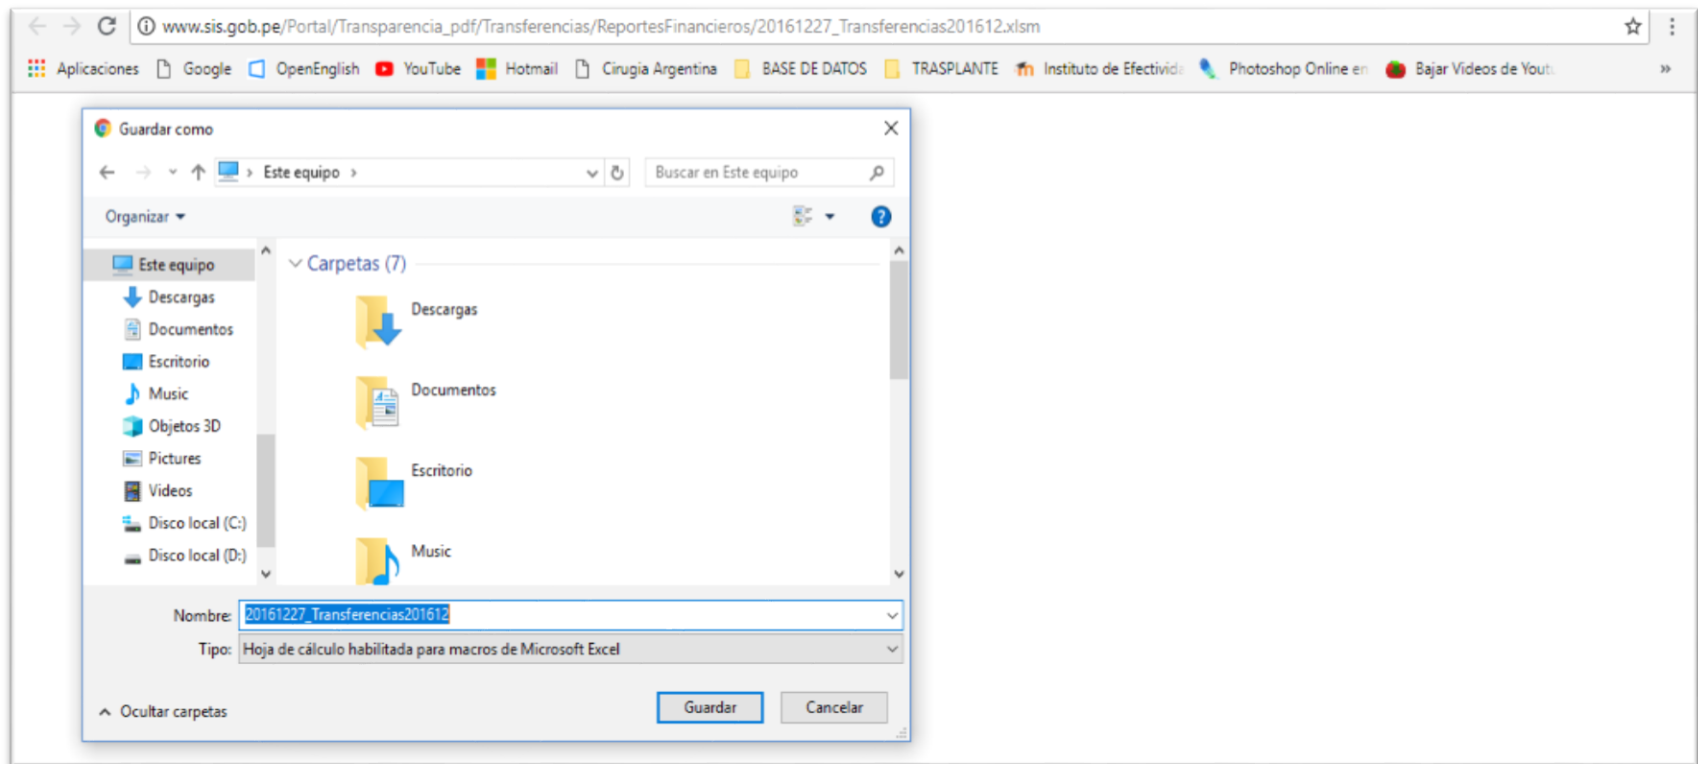 www.sis.gob.pe/Portal/Transparencia_pdf/Transferencias/ReportesFinancieros/20161227_Transferencias201612.xlsm
Aplicaciones Google OpenEnglish YouTube Hotmail Cirugia Argentina BASE DE DATOS TRASPLANTE Instituto de Efectivida Photoshop Online en Bajar Videos de Yout
Guardar como
Este equipo
Buscar en Este equipo
Organizar
Este equipo
Descargas
Documentos
Escritorio
Music
Objetos 3D
Pictures
Videos
Disco local (C:)
Disco local (D:)
Carpetas (7)
Descargas
Documentos
Escritorio
Music
Nombre: 20161227_Transferencias201612
Tipo: Hoja de cálculo habilitada para macros de Microsoft Excel
Ocultar carpetas
Guardar
Cancelar